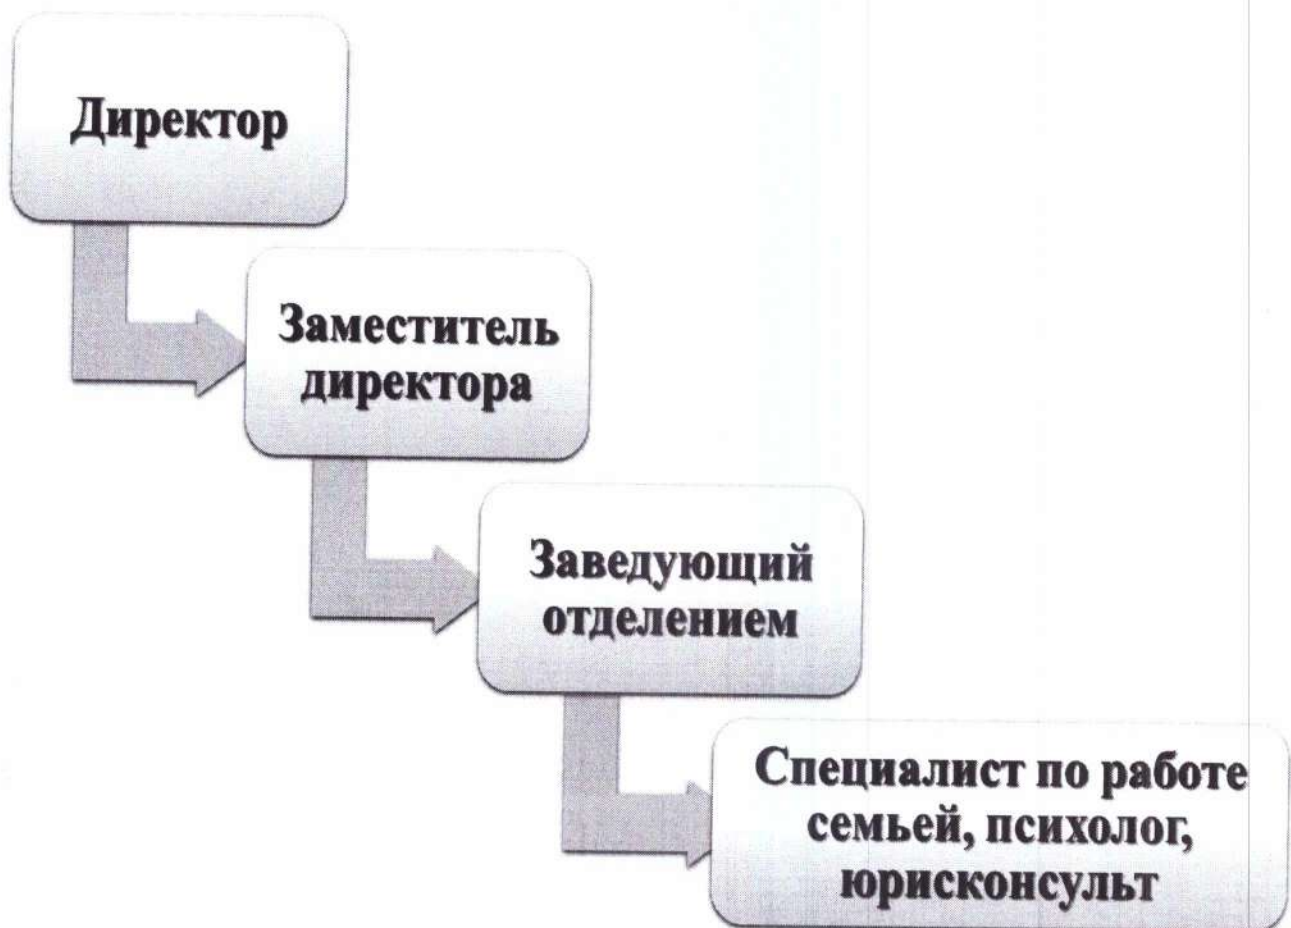 Директор
Заместитель
директора
Заведующий
отделением
Специалист по работе
семьей, психолог,
юрисконсульт